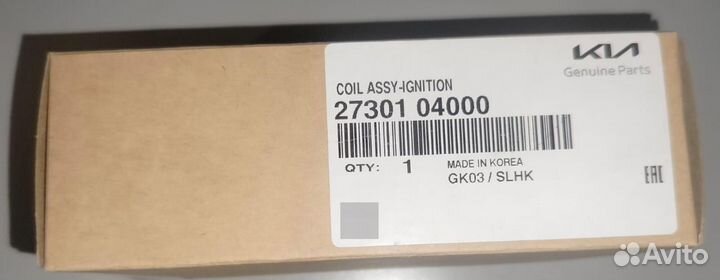 KIA
Genuine Parts
COIL ASSY-IGNITION
27301 04000
QTY: 1
MADE IN KOREA
GK03 / SLHK
EAC
Avito